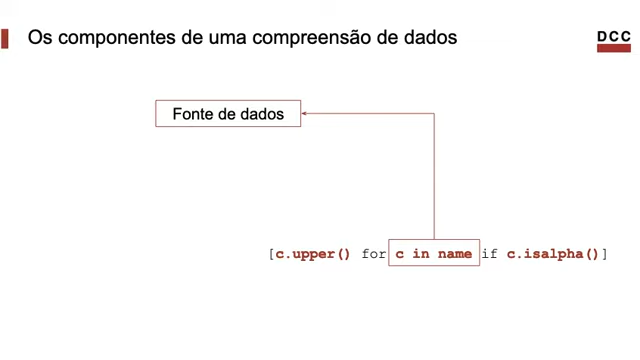 Os componentes de uma compreensão de dados
DCC
Fonte de dados
[c.upper() for c in name if c.isalpha()]